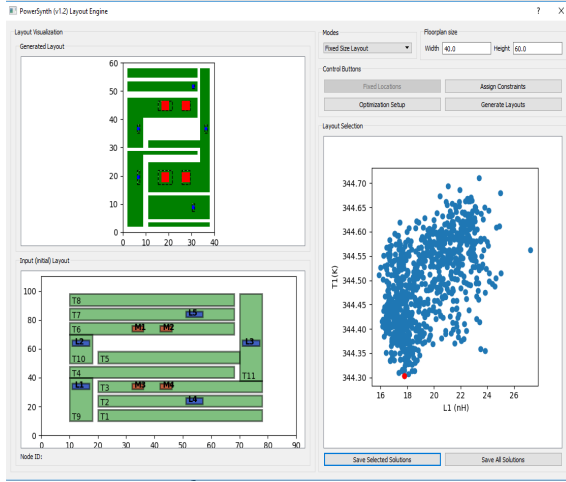 PowerSynth (v1.2) Layout Engine ? X
Layout Visualization
Generated Layout
60
50
40
30
20
10
0
0 10 20 30 40
Input (initial) Layout
100
80
60
40
20
0
0 10 20 30 40 50 60 70 80 90
T8
T7 L5
T6 M1 M2
L2 L3
T10 T5
T4 T11
L1 T3 M3 M4
T2 L4
T9 T1
Node ID:
Modes
Fixed Size Layout
Floorplan size
Width 40.0 Height 60.0
Control Buttons
Fixed Locations Assign Constraints
Optimization Setup Generate Layouts
Layout Selection
T1(K)
344.70
344.65
344.60
344.55
344.50
344.45
344.40
344.35
344.30
16 18 20 22 24 26
L1 (nH)
Save Selected Solutions Save All Solutions